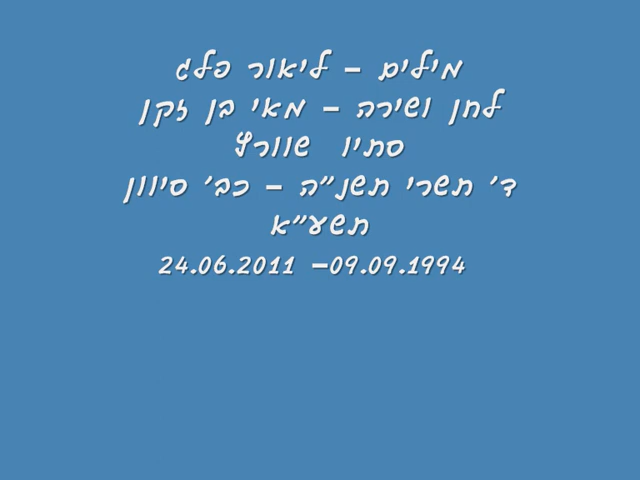 מילים - ליאור פלג
לחן ושירה - מאי בן זקן
סתיו שוורץ
ד' תשרי תשנ"ה - כב' סיוון
תשע"א
09.09.1994- 24.06.2011